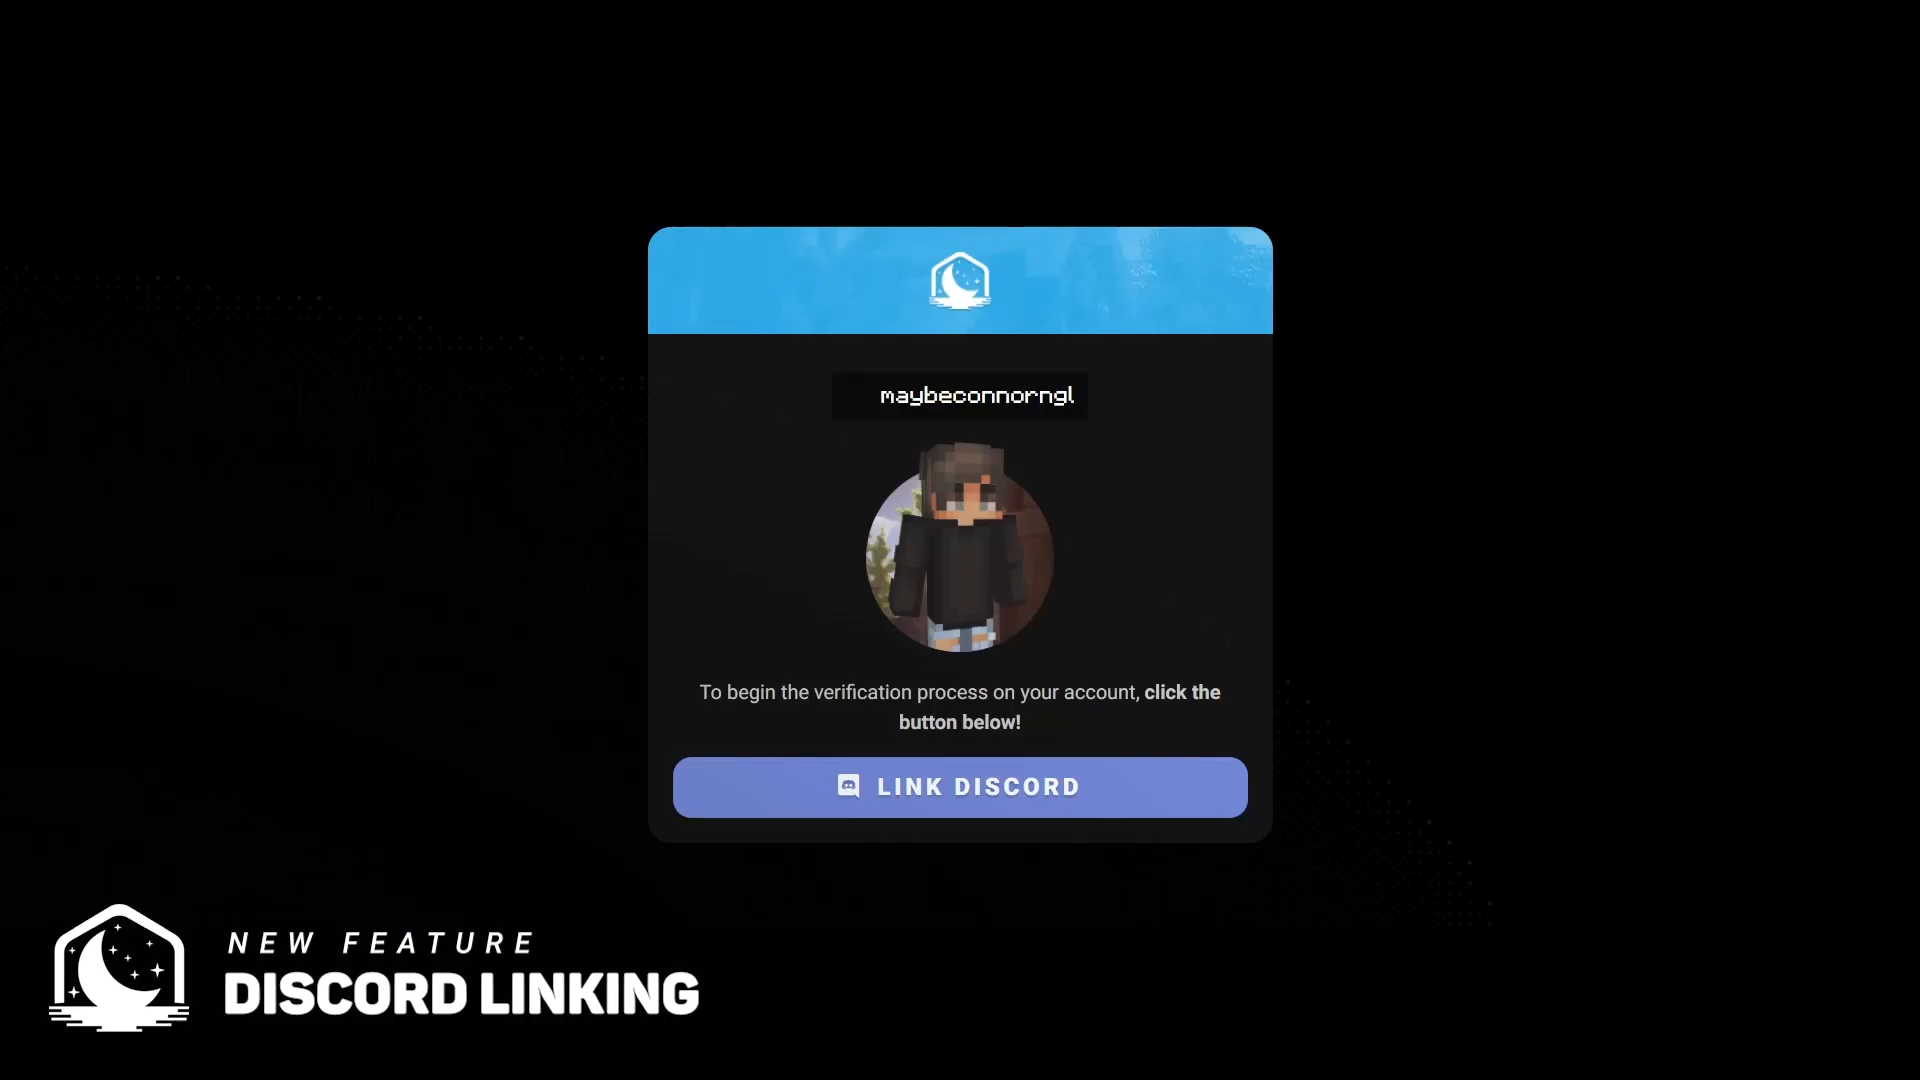 maybeconnorngl
To begin the verification process on your account, click the
button below!
LINK DISCORD
NEW FEATURE
DISCORD LINKING